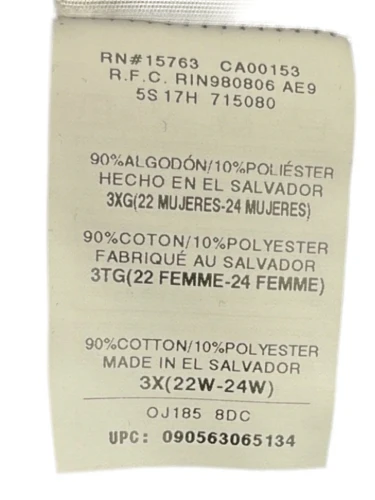 RN#15763 CA00153
R.F.C. RIN980806 AE9
5S 17H 715080
90%ALGODÓN/10%POLIÉSTER
HECHO EN EL SALVADOR
3XG(22 MUJERES-24 MUJERES)
90%COTON/10%POLYESTER
FABRIQUÉ AU SALVADOR
3TG(22 FEMME-24 FEMME)
90%COTTON/10%POLYESTER
MADE IN EL SALVADOR
3X(22W-24W)
OJ185 8DC
UPC: 090563065134